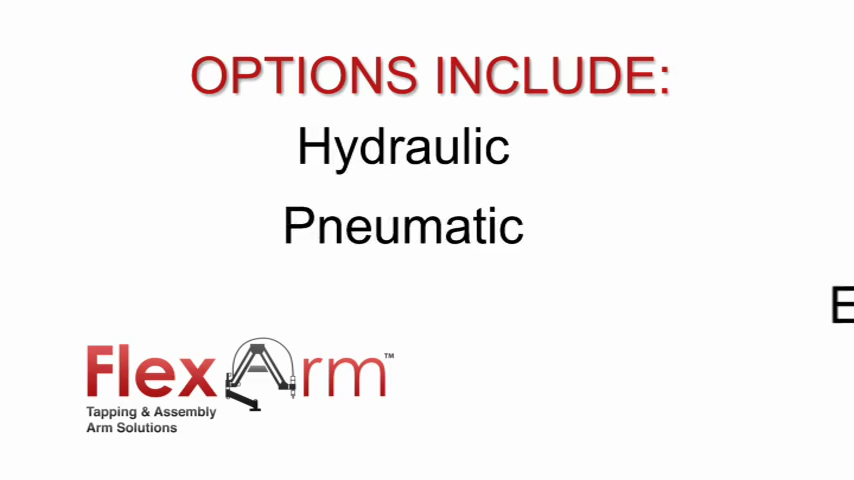 OPTIONS INCLUDE:
Hydraulic
Pneumatic
E
FlexArm™
Tapping & Assembly
Arm Solutions